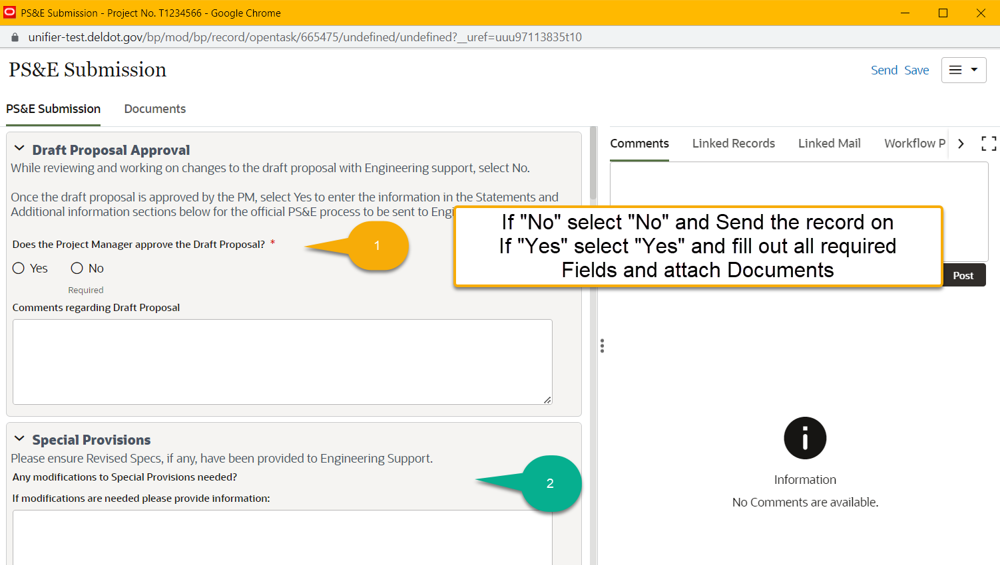 PS&E Submission - Project No. T1234566 - Google Chrome
unifier-test.deldot.gov/bp/mod/bp/record/opentask/665475/undefined/undefined?__uref=uuu97113835t10
PS&E Submission
Send Save
PS&E Submission Documents
Draft Proposal Approval
While reviewing and working on changes to the draft proposal with Engineering support, select No.
Once the draft proposal is approved by the PM, select Yes to enter the information in the Statements and
Additional information sections below for the official PS&E process to be sent to Engi
Does the Project Manager approve the Draft Proposal? *
1
Yes No
Required
Comments regarding Draft Proposal
Special Provisions
Please ensure Revised Specs, if any, have been provided to Engineering Support.
Any modifications to Special Provisions needed?
2
If modifications are needed please provide information:
Comments Linked Records Linked Mail Workflow P
If "No" select "No" and Send the record on
If "Yes" select "Yes" and fill out all required
Fields and attach Documents
Post
Information
No Comments are available.